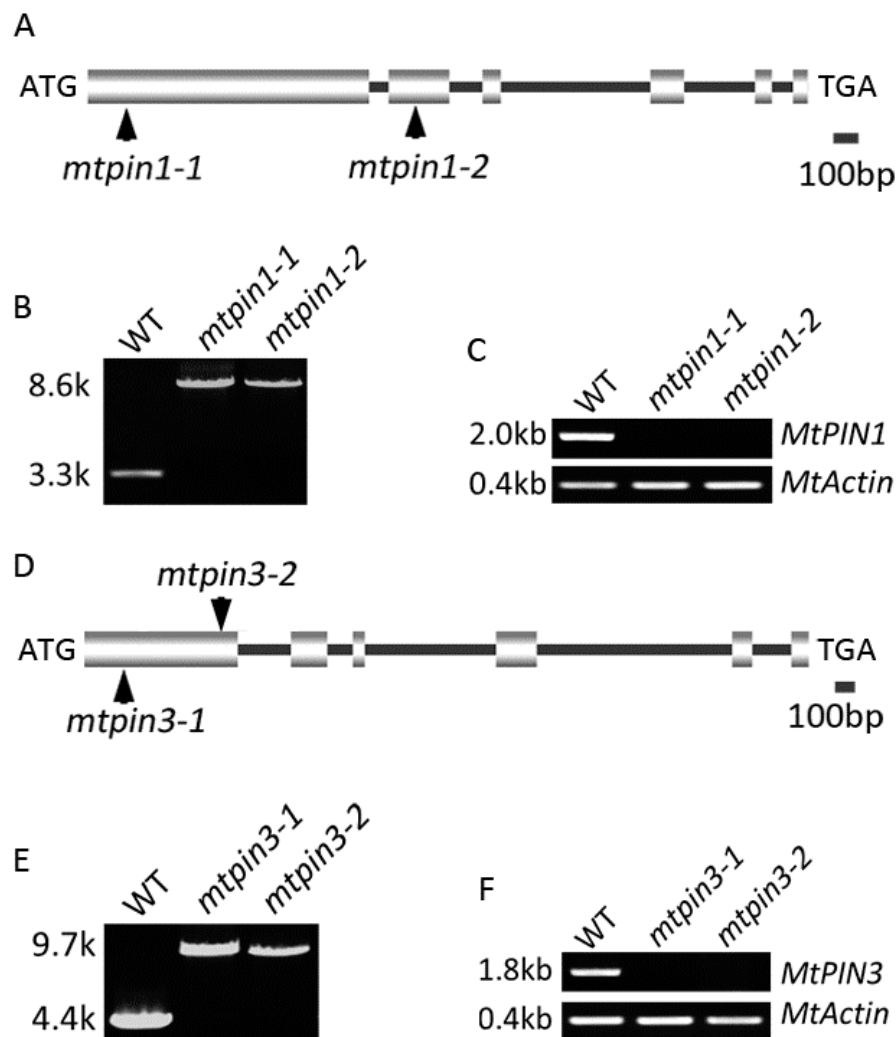 A
ATG
TGA
mtpin1-1
mtpin1-2
100bp
B
WT
mtpin1-1
mtpin1-2
8.6k
3.3k
C
WT
mtpin1-1
mtpin1-2
2.0kb
MtPIN1
0.4kb
MtActin
D
mtpin3-2
ATG
TGA
mtpin3-1
100bp
E
WT
mtpin3-1
mtpin3-2
9.7k
4.4k
F
WT
mtpin3-1
mtpin3-2
1.8kb
MtPIN3
0.4kb
MtActin